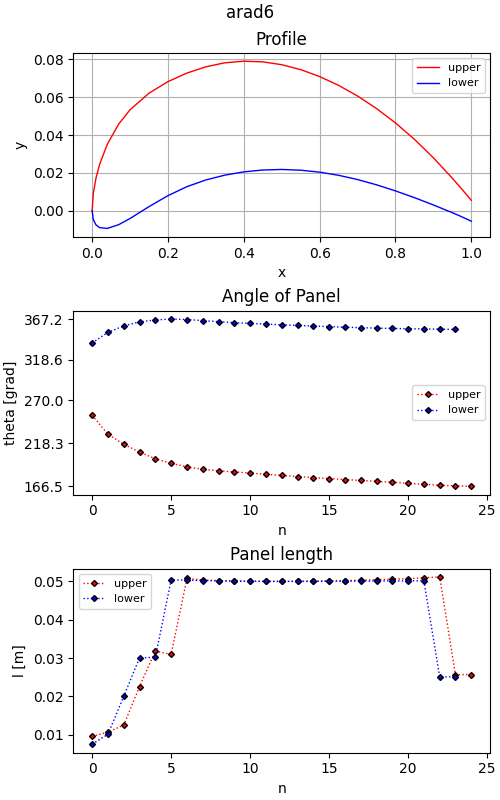 arad6
Profile
0.08
0.06
0.04
0.02
0.00
y
upper
lower
0.0 0.2 0.4 0.6 0.8 1.0
x
Angle of Panel
367.2
318.6
270.0
218.3
166.5
theta [grad]
upper
lower
0 5 10 15 20 25
n
Panel length
0.05
0.04
0.03
0.02
0.01
l [m]
upper
lower
0 5 10 15 20 25
n